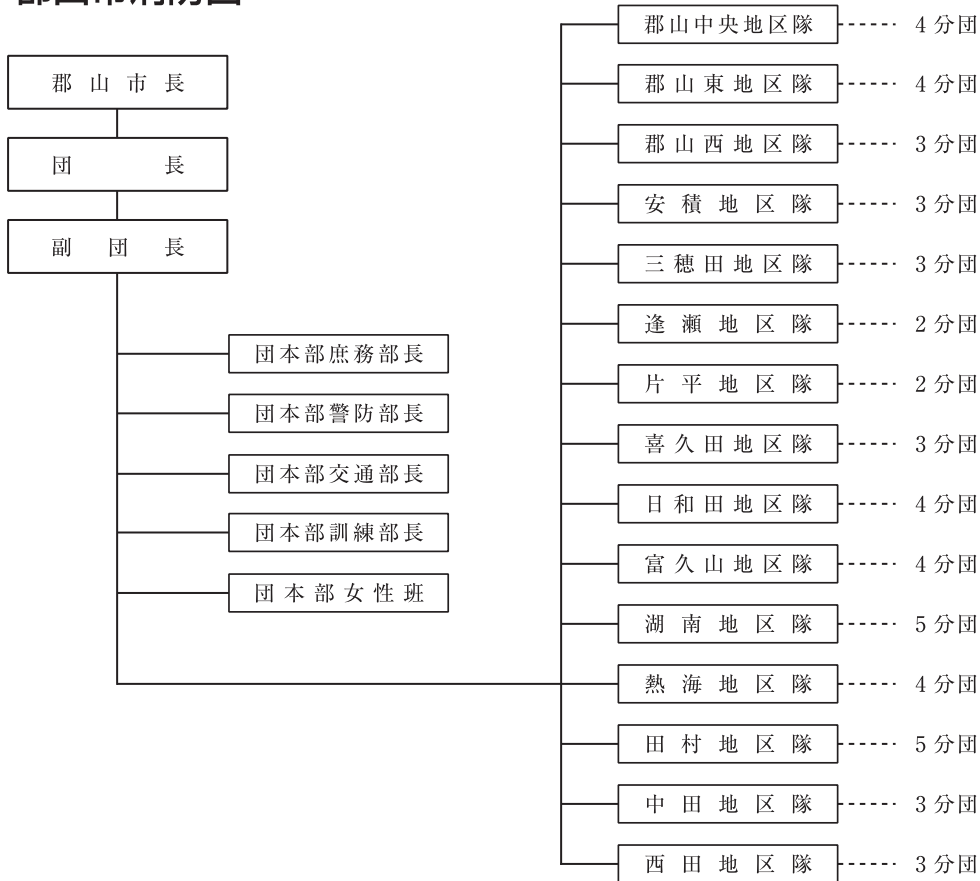 郡山市消防団
郡山市長
団長
副団長
団本部庶務部長
団本部警防部長
団本部交通部長
団本部訓練部長
団本部女性班
郡山中央地区隊 4分団
郡山東地区隊 4分団
郡山西地区隊 3分団
安積地区隊 3分団
三穂田地区隊 3分団
逢瀬地区隊 2分団
片平地区隊 2分団
喜久田地区隊 3分団
日和田地区隊 4分団
富久山地区隊 4分団
湖南地区隊 5分団
熱海地区隊 4分団
田村地区隊 5分団
中田地区隊 3分団
西田地区隊 3分団